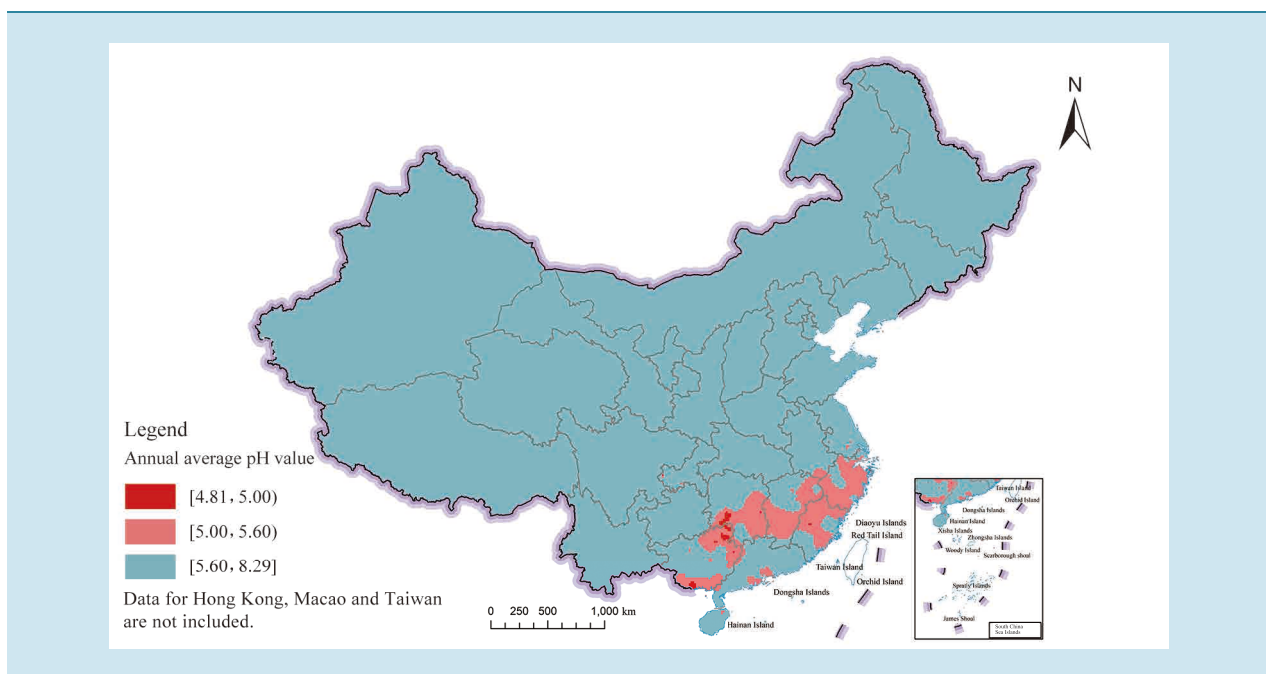 N
Legend
Annual average pH value
[4.81，5.00)
[5.00，5.60)
[5.60，8.29]
Data for Hong Kong, Macao and Taiwan
are not included.
0 250 500 1,000 km
Diaoyu Islands
Red Tail Island
Taiwan Island
Orchid Island
Dongsha Islands
Hainan Island
Taiwan Island
Orchid Island
Dongsha Islands
Hainan Island
Xisha Islands
Zhongsha Islands
Woody Island
Scarborough shoal
Spratly Islands
James Shoal
South China
Sea Islands